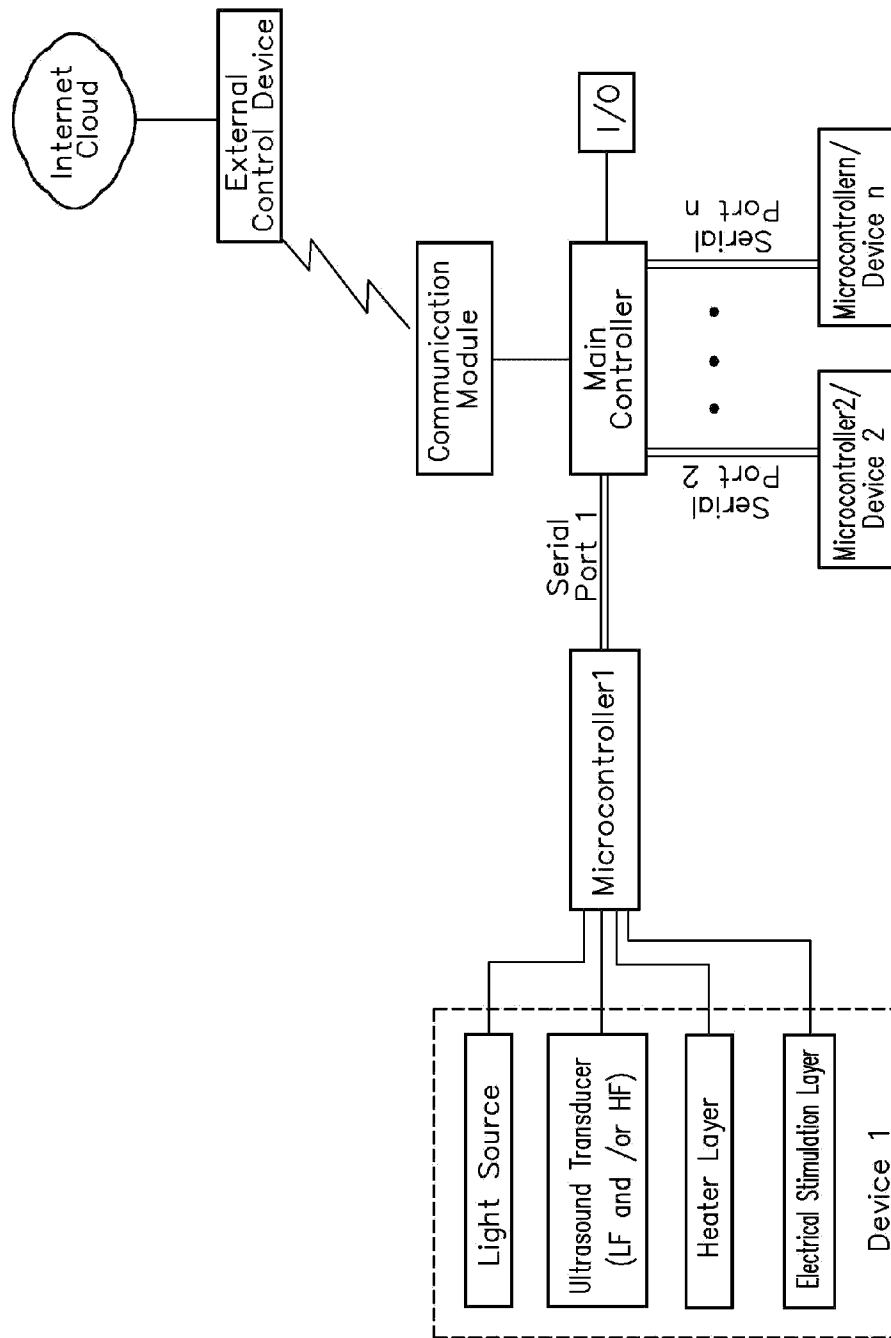 Internet
Cloud
External
Control Device
Communication
Module
I/O
Main
Controller
Serial
Port 1
Serial
Port 2
Serial
Port n
Microcontroller1
Microcontroller2/
Device 2
Microcontrollern/
Device n
Light Source
Ultrasound Transducer
(LF and /or HF)
Heater Layer
Electrical Stimulation Layer
Device 1